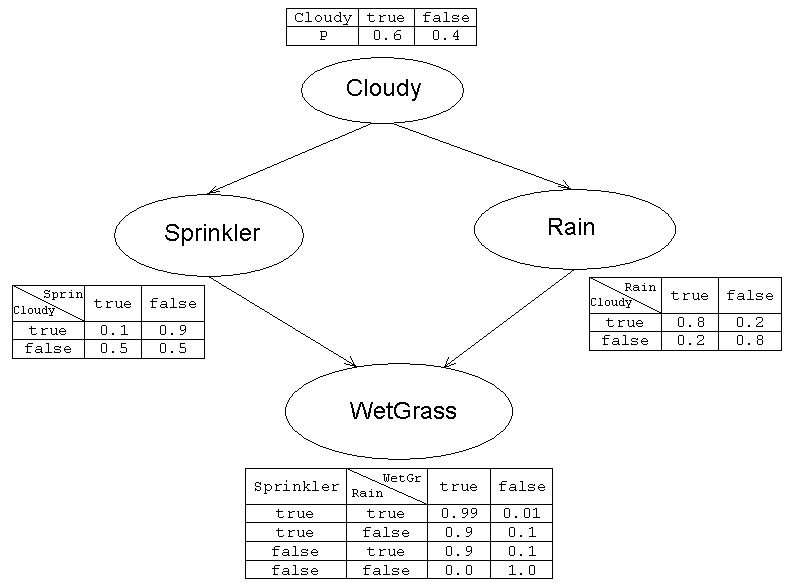 Cloudy true false
P 0.6 0.4
Cloudy
Sprinkler
Rain
Sprin
Cloudy
true false
true 0.1 0.9
false 0.5 0.5
Rain
Cloudy
true false
true 0.8 0.2
false 0.2 0.8
WetGrass
Sprinkler
WetGr
Rain
true false
true true 0.99 0.01
true false 0.9 0.1
false true 0.9 0.1
false false 0.0 1.0